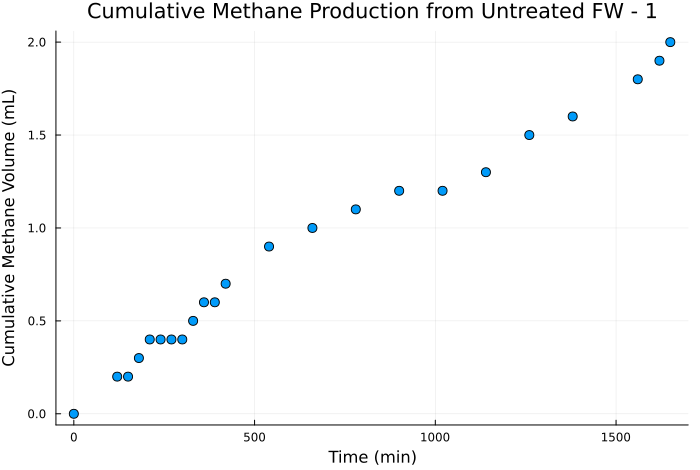 Cumulative Methane Production from Untreated FW - 1
Cumulative Methane Volume (mL)
2.0
1.5
1.0
0.5
0.0
0 500 1000 1500
Time (min)